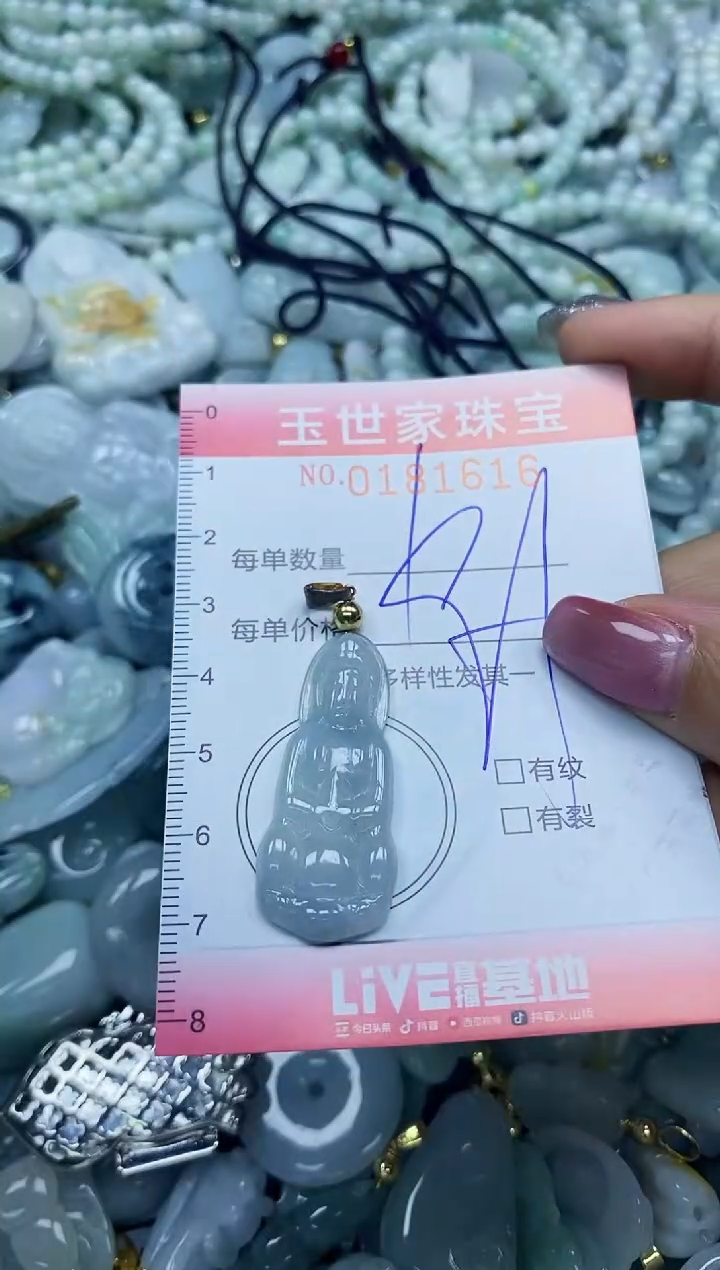 0
玉世家珠宝
1
NO.0181616
2
每单数量
3
每单价格
4
多样性发其一
5
有纹
6
有裂
7
LiVE直播基地
8
今日头条 抖音 西瓜视频 抖音火山版